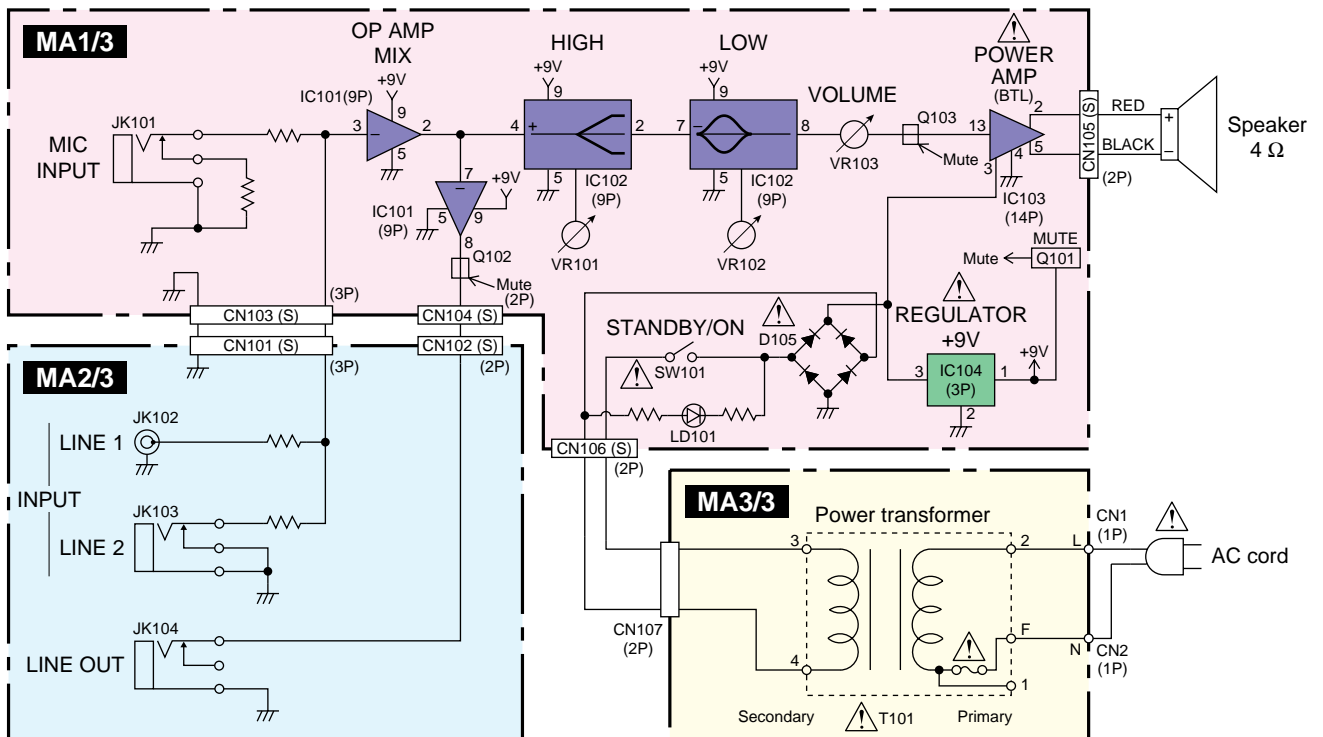 MA1/3
OP AMP
MIX
HIGH
LOW
POWER
AMP
(BTL)
+9V
IC101(9P)
9
3
−
2
5
JK101
MIC
INPUT
+9V
9
4
+
2
5
IC102
(9P)
VR101
+9V
9
7
−
8
5
IC102
(9P)
VR102
VOLUME
VR103
Q103
Mute
13
2
5
4
3
IC103
(14P)
CN105 (S)
(2P)
RED
BLACK
+
−
Speaker
4 Ω
7
−
+9V
IC101
(9P)
5
9
8
Q102
Mute
(2P)
MUTE
Mute
Q101
(3P)
CN103 (S)
CN104 (S)
CN101 (S)
CN102 (S)
(3P)
(2P)
STANDBY/ON
SW101
D105
LD101
REGULATOR
+9V
3
IC104
(3P)
1
2
+9V
CN106 (S)
(2P)
MA2/3
INPUT
LINE 1
JK102
LINE 2
JK103
LINE OUT
JK104
MA3/3
Power transformer
CN107
(2P)
3
4
2
F
1
L
N
CN1
(1P)
CN2
(1P)
AC cord
Secondary
T101
Primary